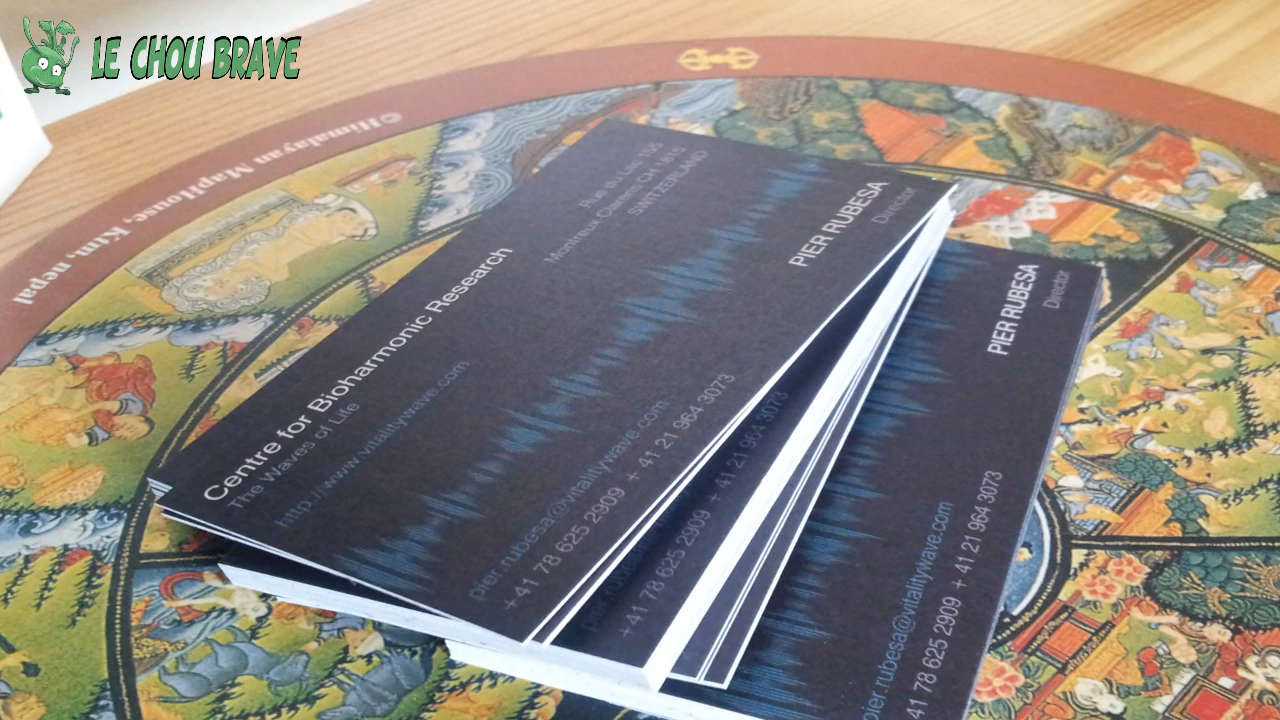 LE CHOU BRAVE
© Himalayan MapHouse, Ktm. nepal
Centre for Bioharmonic Research
The Waves of Life
http://www.vitalitywave.com
Rue du Lac 155
Montreux-Clarens CH 1815
SWITZERLAND
PIER RUBESA
Director
pier.rubesa@vitalitywave.com
+41 78 625 2909 + 41 21 964 3073
+41 78 625 2909 + 41 21 964 3073
PIER RUBESA
Director
pier.rubesa@vitalitywave.com
41 78 625 2909 + 41 21 964 3073